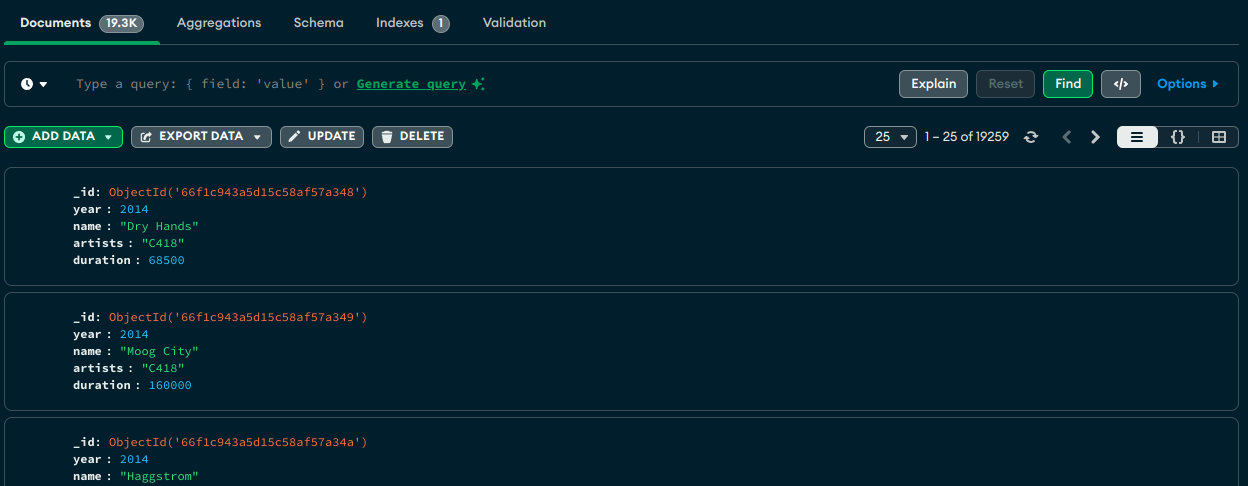 Documents 19.3K Aggregations Schema Indexes 1 Validation
Type a query: { field: 'value' } or Generate query Explain Reset Find </> Options
ADD DATA EXPORT DATA UPDATE DELETE 25 1 – 25 of 19259 {}
_id: ObjectId('66f1c943a5d15c58af57a348')
year : 2014
name : "Dry Hands"
artists : "C418"
duration : 68500
_id: ObjectId('66f1c943a5d15c58af57a349')
year : 2014
name : "Moog City"
artists : "C418"
duration : 160000
_id: ObjectId('66f1c943a5d15c58af57a34a')
year : 2014
name : "Haggstrom"